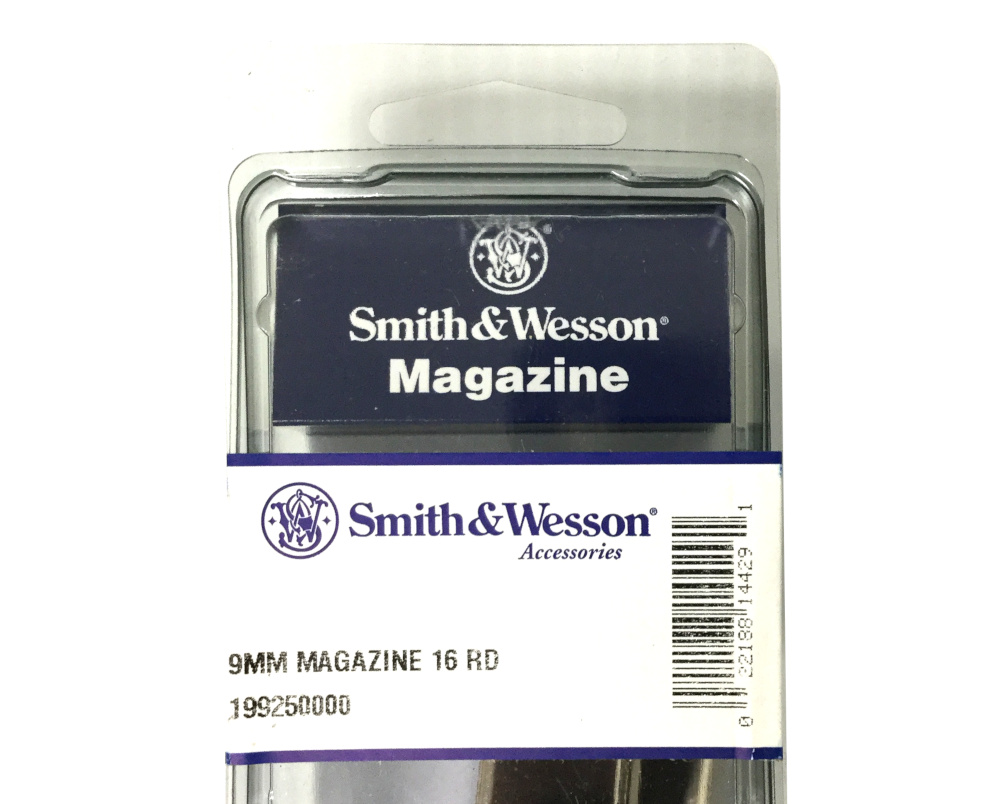 Smith & Wesson®
Magazine
Smith & Wesson®
Accessories
9MM MAGAZINE 16 RD
199250000
0 22188 14429 1